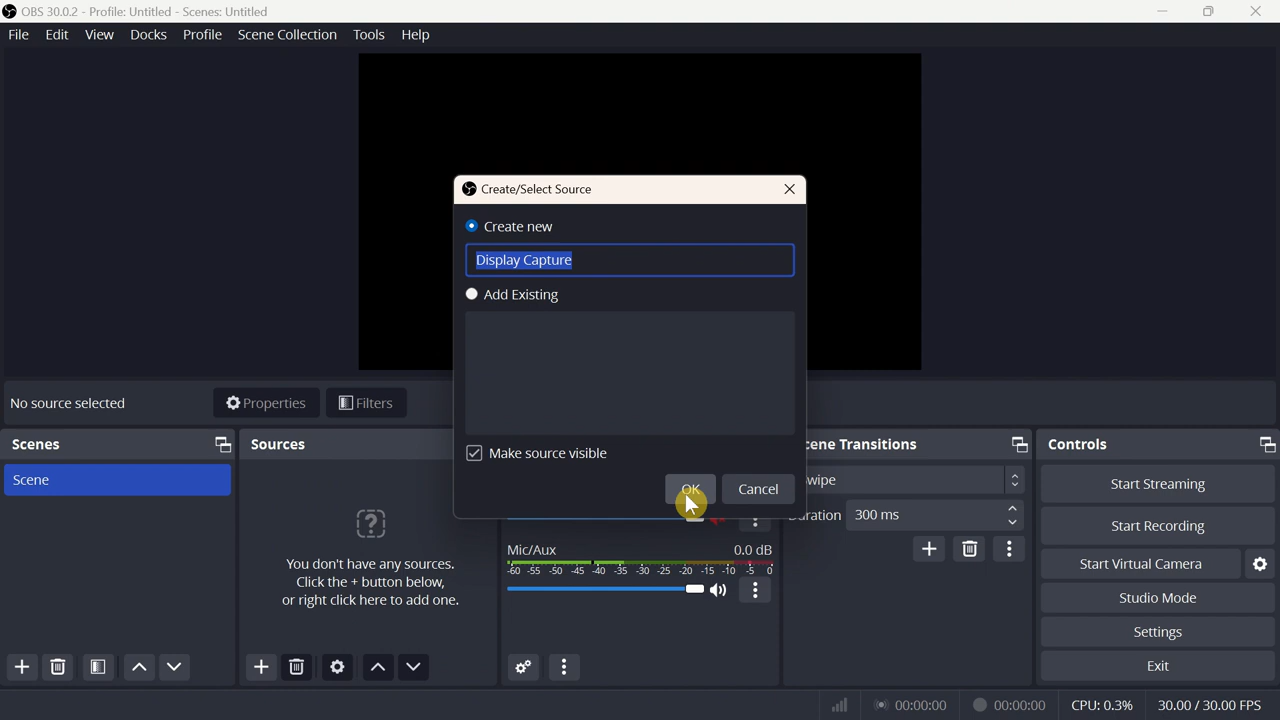 OBS 30.0.2 - Profile: Untitled - Scenes: Untitled
File Edit View Docks Profile Scene Collection Tools Help
Create/Select Source
Create new
Display Capture
Add Existing
Make source visible
OK Cancel
No source selected Properties Filters
Scenes
Scene
Sources
You don't have any sources.
Click the + button below,
or right click here to add one.
Mic/Aux 0.0 dB
-60 -55 -50 -45 -40 -35 -30 -25 -20 -15 -10 -5 0
cene Transitions
wipe
uration 300 ms
Controls
Start Streaming
Start Recording
Start Virtual Camera
Studio Mode
Settings
Exit
00:00:00 00:00:00 CPU: 0.3% 30.00 / 30.00 FPS